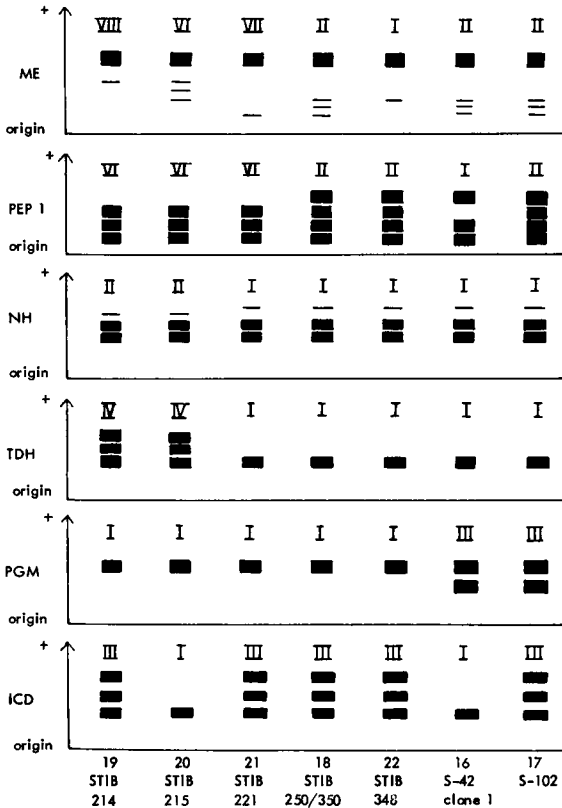 +
VIII VI VII II I II II
ME
origin
+
VI VI VI II II I II
PEP 1
origin
+
II II I I I I I
NH
origin
+
IV IV I I I I I
TDH
origin
+
I I I I I III III
PGM
origin
+
III I III III III I III
ICD
origin
19 20 21 18 22 16 17
STIB STIB STIB STIB STIB S-42 S-102
214 215 221 250/350 348 clone 1